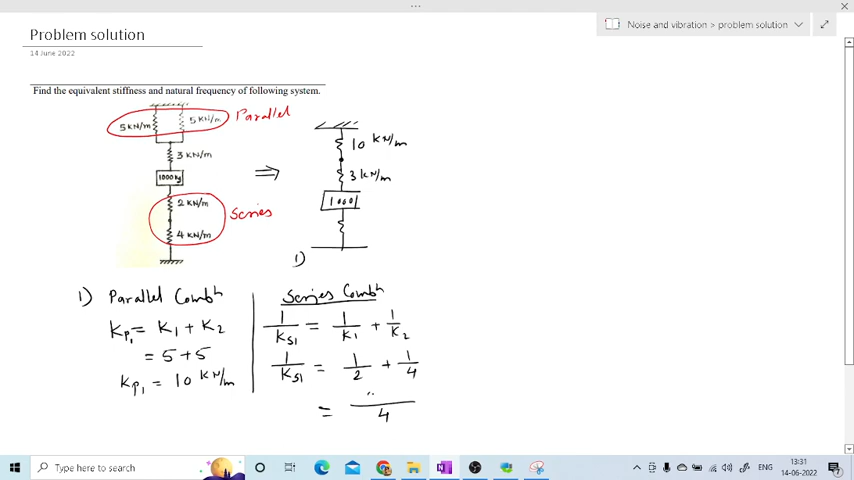 Noise and vibration > problem solution
Problem solution
14 June 2022
Find the equivalent stiffness and natural frequency of following system.
5 KN/m
5 KN/m
Parallel
3 KN/m
1000 kg
2 KN/m
4 KN/m
Series
⇒
10 KN/m
3 KN/m
1000
1)
1) Parallel Combn
Kp1 = K1 + K2
= 5 + 5
Kp1 = 10 KN/m
Series Combn
1/KS1 = 1/K1 + 1/K2
1/KS1 = 1/2 + 1/4
= /4
Type here to search
ENG
13:31
14-06-2022